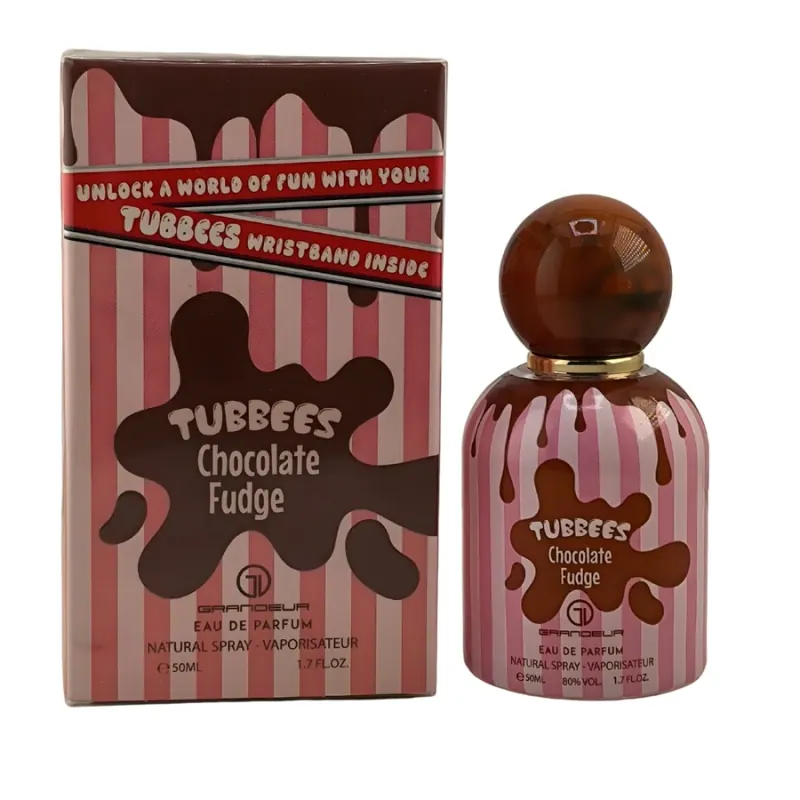 UNLOCK A WORLD OF FUN WITH YOUR
TUBBEES WRISTBAND INSIDE
TUBBEES
Chocolate
Fudge
GRANDEUR
EAU DE PARFUM
NATURAL SPRAY - VAPORISATEUR
℮ 50ML 1.7 FL.OZ.
TUBBEES
Chocolate
Fudge
GRANDEUR
EAU DE PARFUM
NATURAL SPRAY - VAPORISATEUR
℮ 50ML 80% VOL. 1.7 FL.OZ.